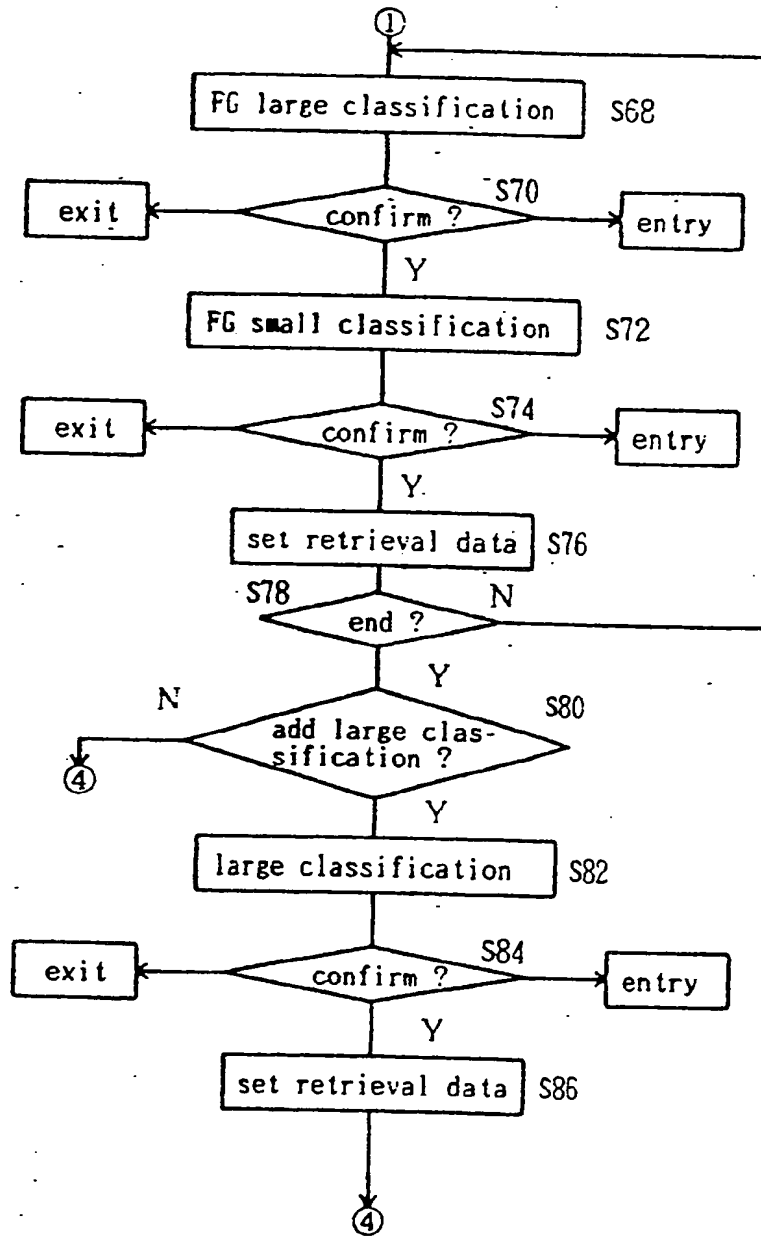 ①
FG large classification S68
S70
exit confirm ? entry
Y
FG small classification S72
S74
exit confirm ? entry
Y
set retrieval data S76
S78 N
end ?
Y
N S80
add large clas-
sification ?
④
Y
large classification S82
S84
exit confirm ? entry
Y
set retrieval data S86
④